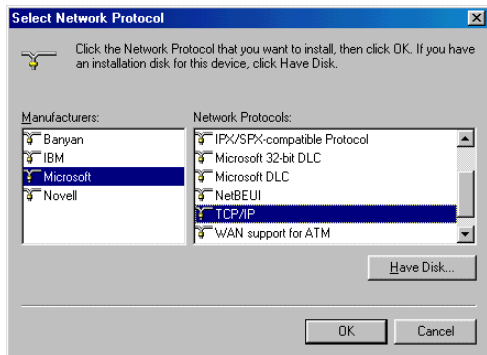 Select Network Protocol
Click the Network Protocol that you want to install, then click OK. If you have
an installation disk for this device, click Have Disk.
Manufacturers:
Banyan
IBM
Microsoft
Novell
Network Protocols:
IPX/SPX-compatible Protocol
Microsoft 32-bit DLC
Microsoft DLC
NetBEUI
TCP/IP
WAN support for ATM
Have Disk...
OK
Cancel